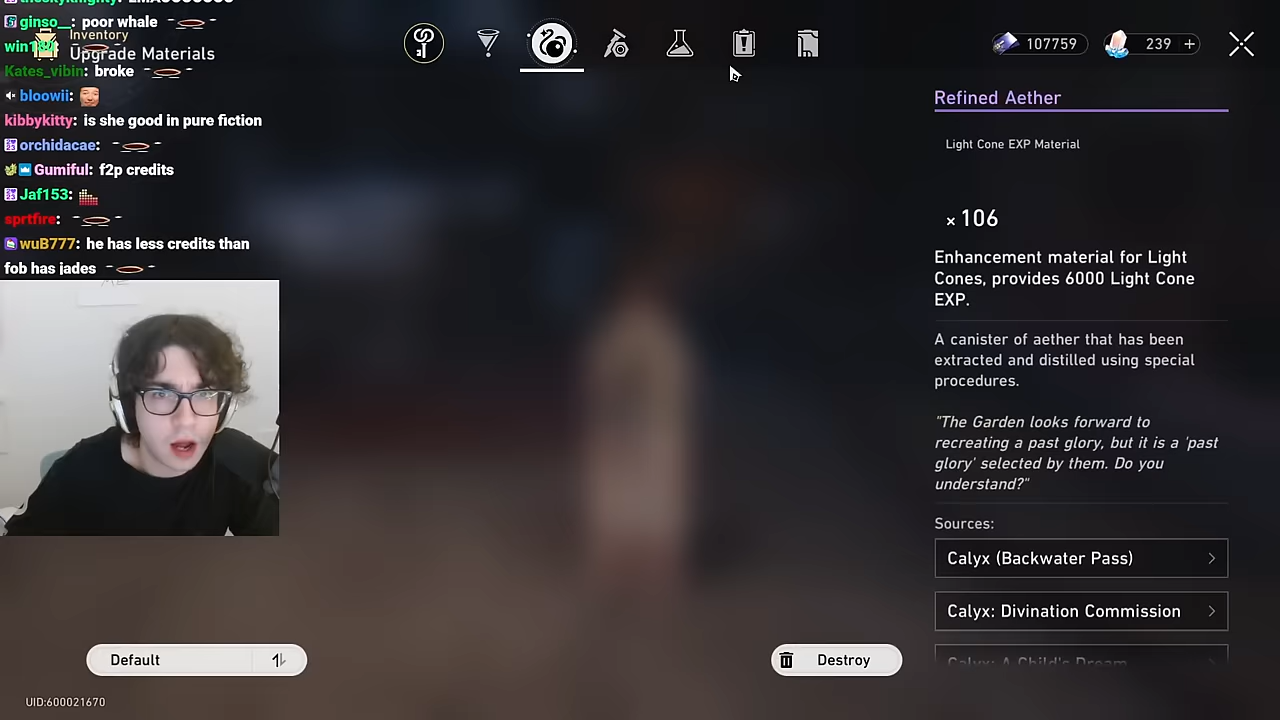 ginso__: poor whale
Inventory
Upgrade Materials
Kates_vibin: broke
bloowii:
kibbykitty: is she good in pure fiction
orchidacae:
Gumiful: f2p credits
Jaf153:
sprtfire:
wuB777: he has less credits than
fob has jades
107759
239 +
Refined Aether
Light Cone EXP Material
× 106
Enhancement material for Light
Cones, provides 6000 Light Cone
EXP.
A canister of aether that has been
extracted and distilled using special
procedures.
"The Garden looks forward to
recreating a past glory, but it is a 'past
glory' selected by them. Do you
understand?"
Sources:
Calyx (Backwater Pass)
Calyx: Divination Commission
Calyx: A Child's Dream
Default
Destroy
UID:600021670